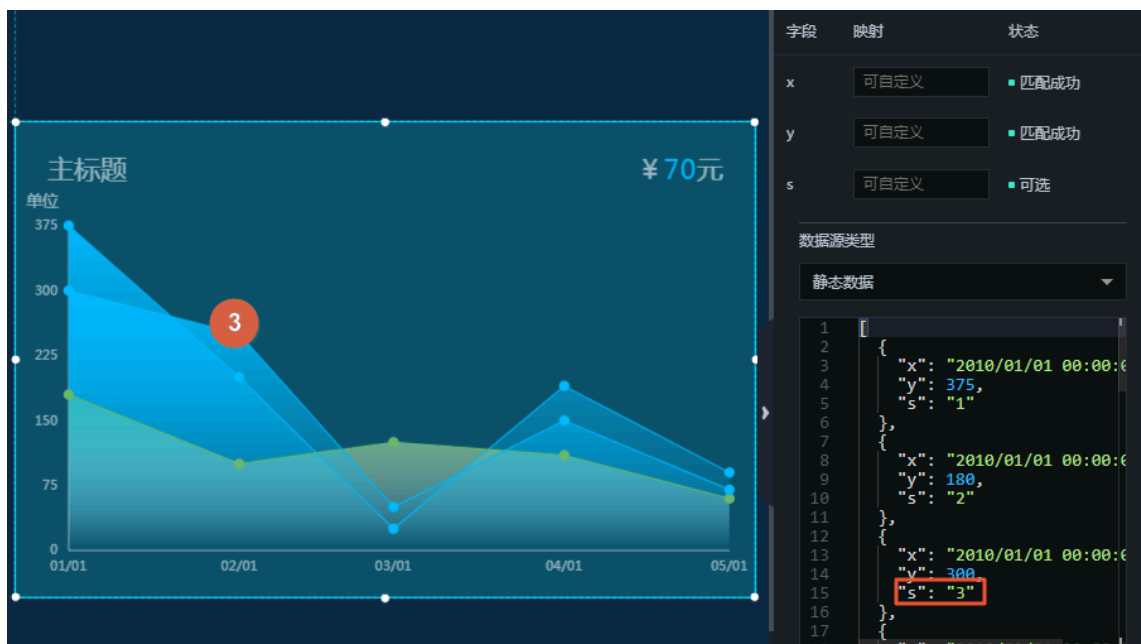 字段 映射 状态
x 可自定义 匹配成功
y 可自定义 匹配成功
s 可自定义 可选
主标题 ¥70元
单位
375
300
225
150
75
0
01/01 02/01 03/01 04/01 05/01
3
数据源类型
静态数据
1 [
2 {
3 "x": "2010/01/01 00:00:0
4 "y": 375,
5 "s": "1"
6 },
7 {
8 "x": "2010/01/01 00:00:0
9 "y": 180,
10 "s": "2"
11 },
12 {
13 "x": "2010/01/01 00:00:0
14 "y": 300,
15 "s": "3"
16 },
17 {